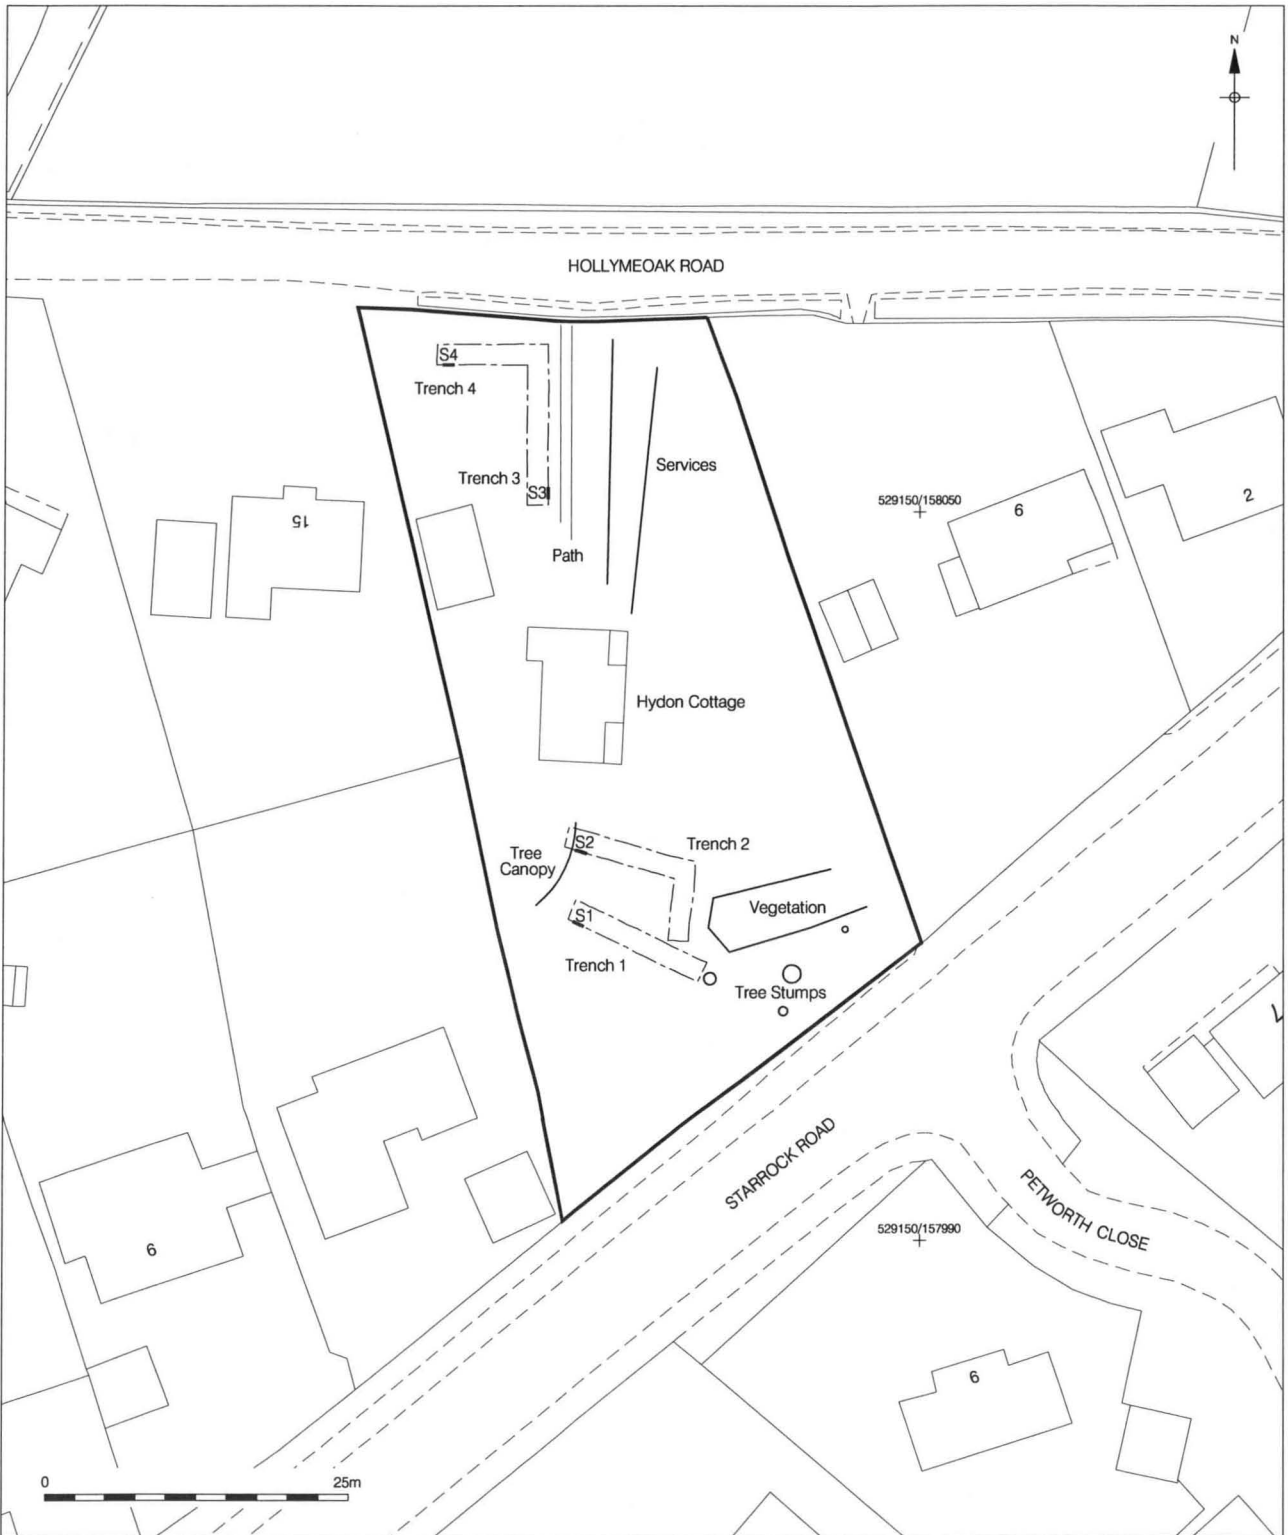 N
HOLLYMEOAK ROAD
S4
Trench 4
Services
Trench 3
S3
2
529150/158050
6
15
Path
Hydon Cottage
S2
Trench 2
Tree
Canopy
Vegetation
S1
Trench 1
Tree Stumps
STARROCK ROAD
PETWORTH CLOSE
529150/157990
6
6
0
25m